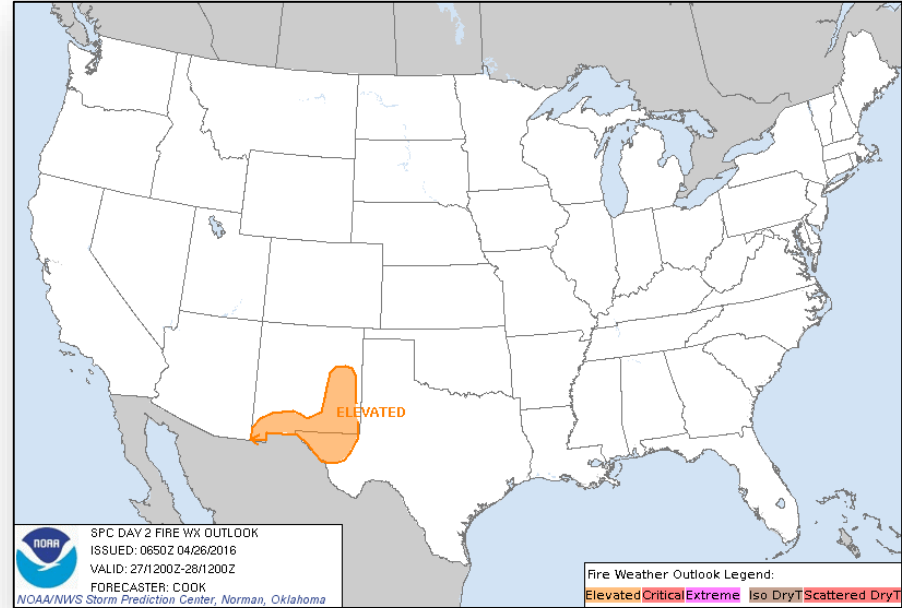 ELEVATED
SPC DAY 2 FIRE WX OUTLOOK
ISSUED: 0650Z 04/26/2016
VALID: 27/1200Z-28/1200Z
FORECASTER: COOK
NOAA
NOAA/NWS Storm Prediction Center, Norman, Oklahoma
Fire Weather Outlook Legend:
Elevated Critical Extreme Iso DryT Scattered DryT